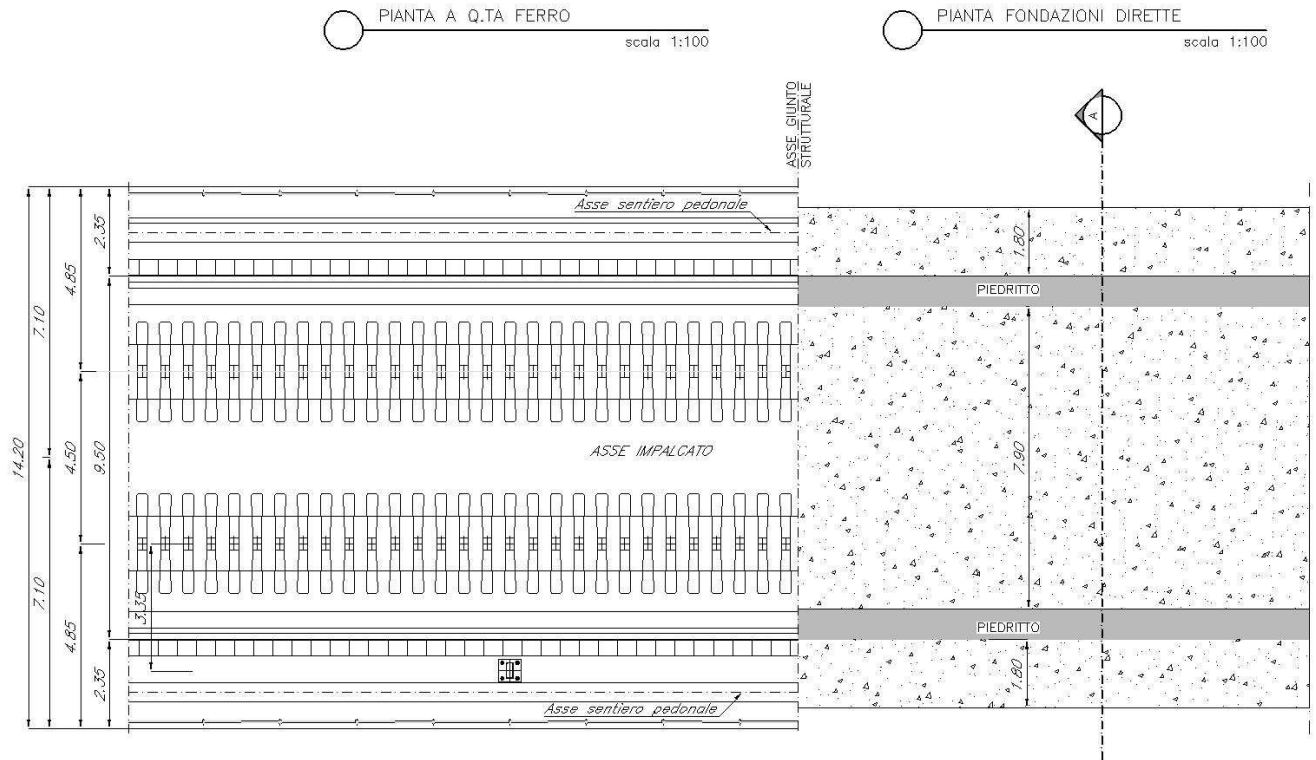 PIANTA A Q.TA FERRO
scala 1:100
PIANTA FONDAZIONI DIRETTE
scala 1:100
ASSE GIUNTO
STRUTTURALE
A
Asse sentiero pedonale
2.35
4.85
7.10
14.20
4.50
9.50
ASSE IMPALCATO
7.10
4.85
3.35
2.35
Asse sentiero pedonale
1.80
PIEDRITTO
7.90
PIEDRITTO
1.80